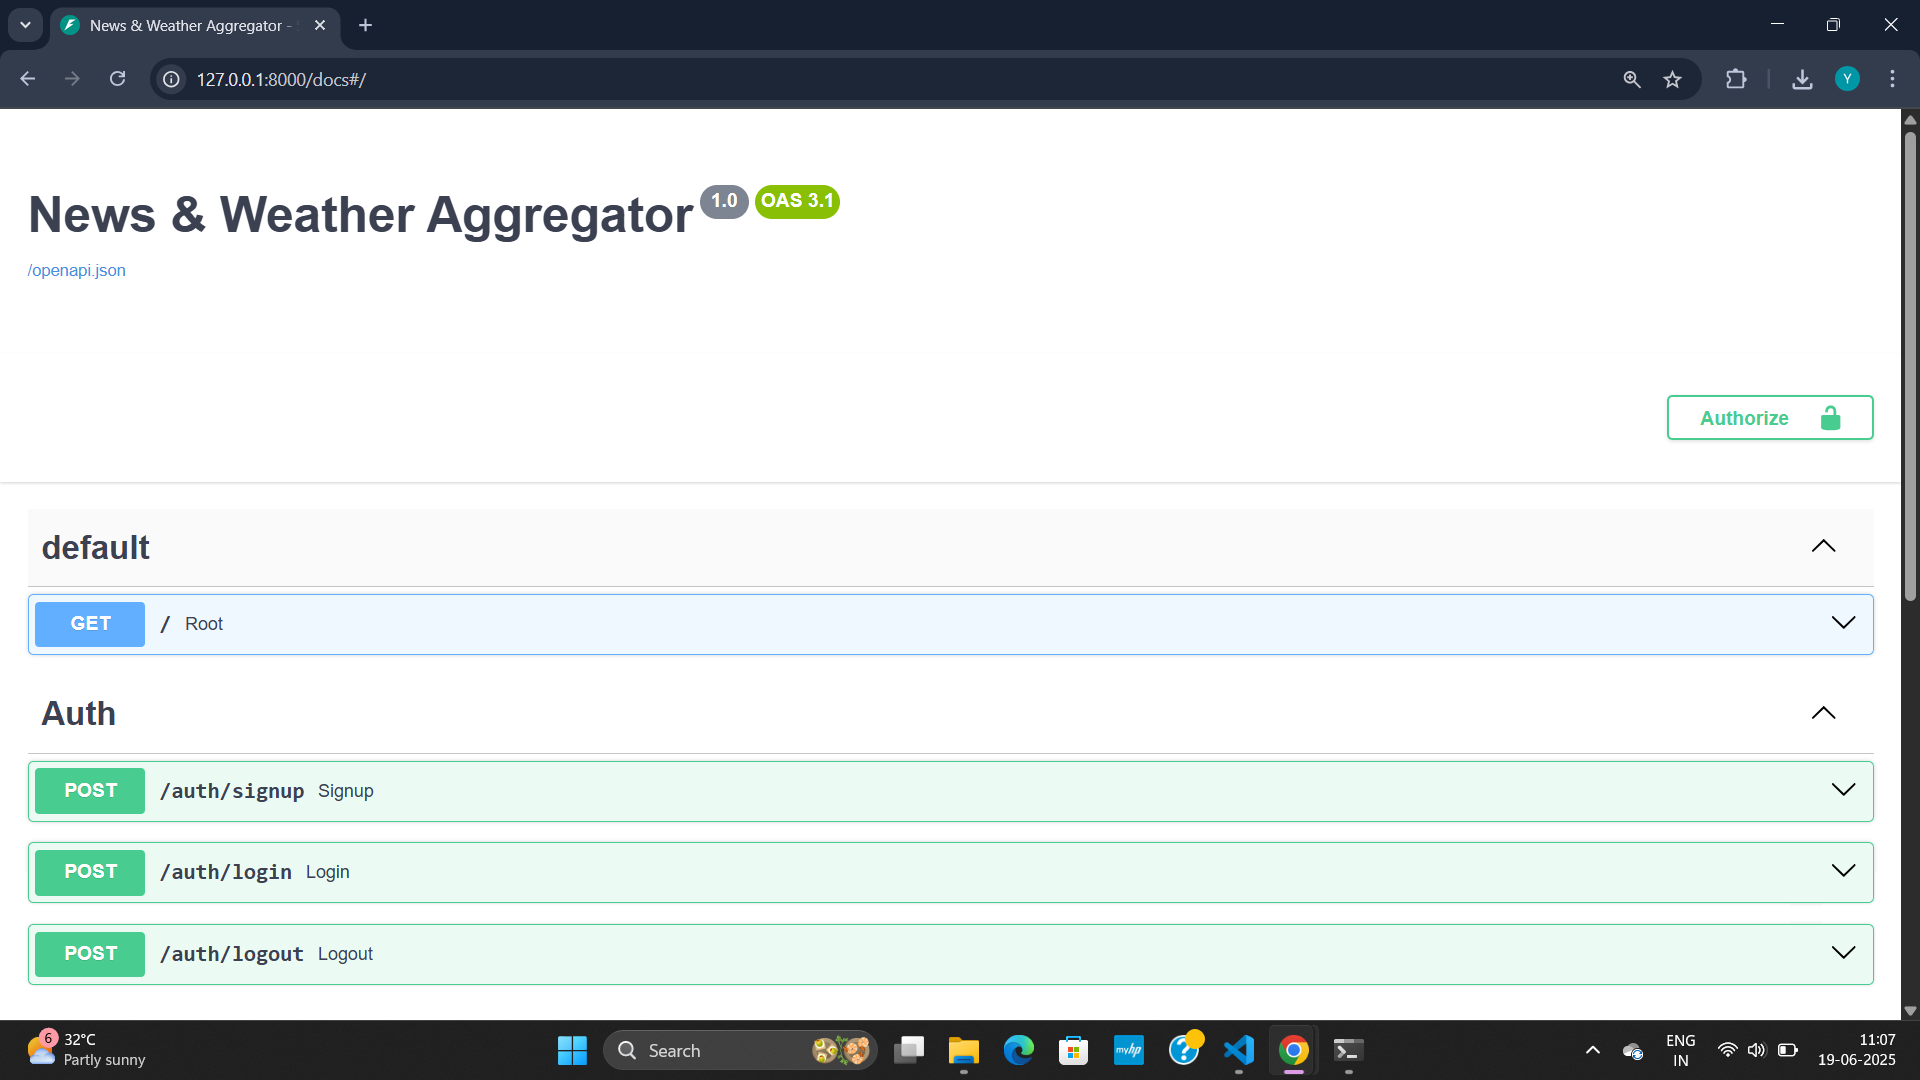 News & Weather Aggregator -
127.0.0.1:8000/docs#/
Y
News & Weather Aggregator 1.0 OAS 3.1
/openapi.json
Authorize
default
GET / Root
Auth
POST /auth/signup Signup
POST /auth/login Login
POST /auth/logout Logout
6
32°C
Partly sunny
Search
myhp
ENG
IN
11:07
19-06-2025